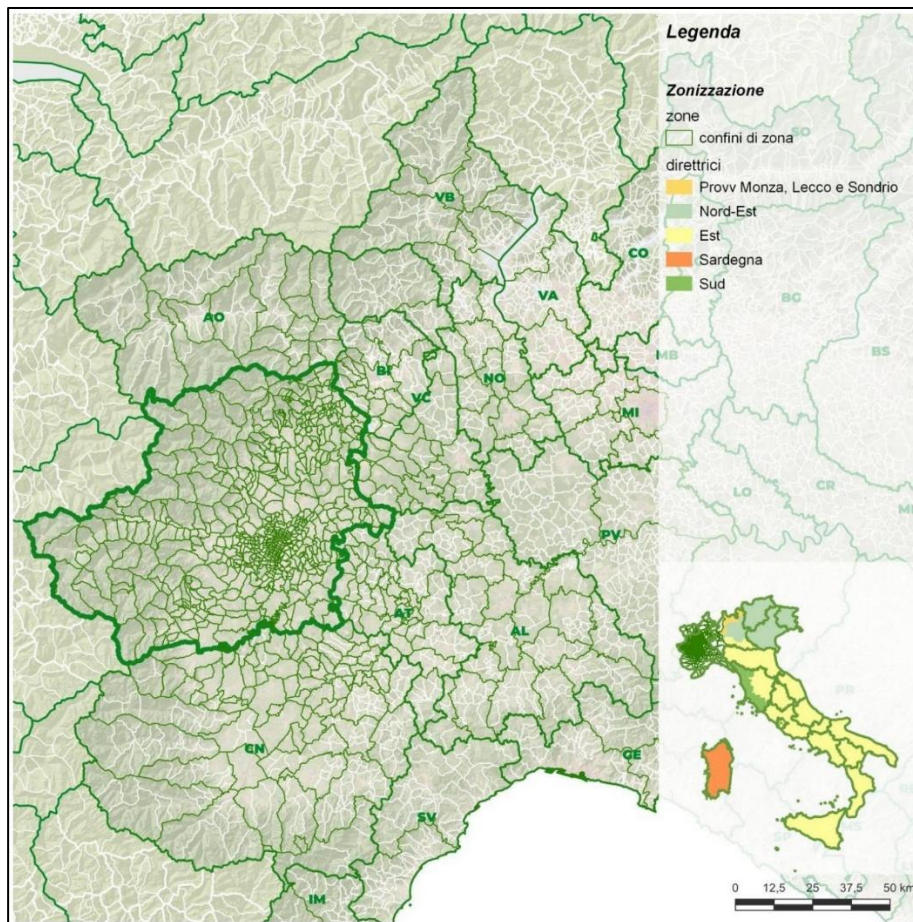 Legenda
Zonizzazione
zone
confini di zona
direttrici
Provv Monza, Lecco e Sondrio
Nord-Est
Est
Sardegna
Sud
SO
VB
CO
VA
BG
AO
MB
BS
BI
NO
VC
MI
LO
CR
PV
AT
AL
PR
CN
GE
SV
IM
0 12,5 25 37,5 50 km